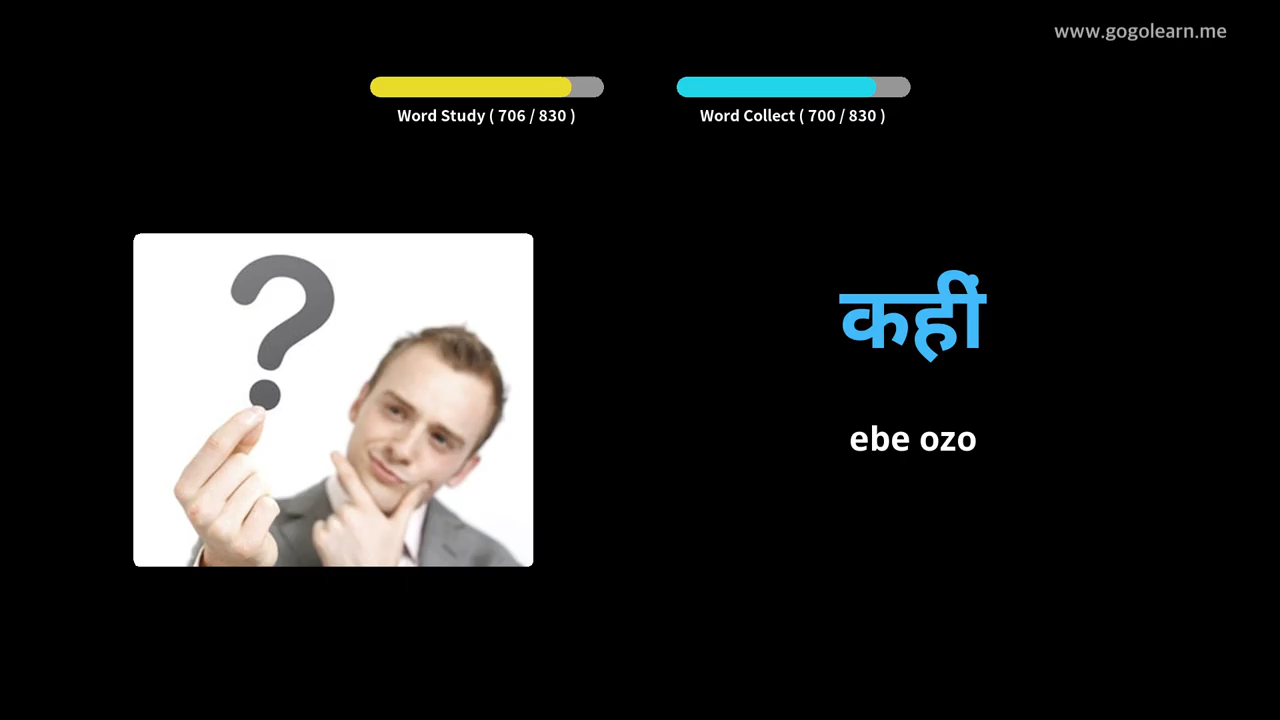 www.gogolearn.me
Word Study ( 706 / 830 )
Word Collect ( 700 / 830 )
कहीं
ebe ozo